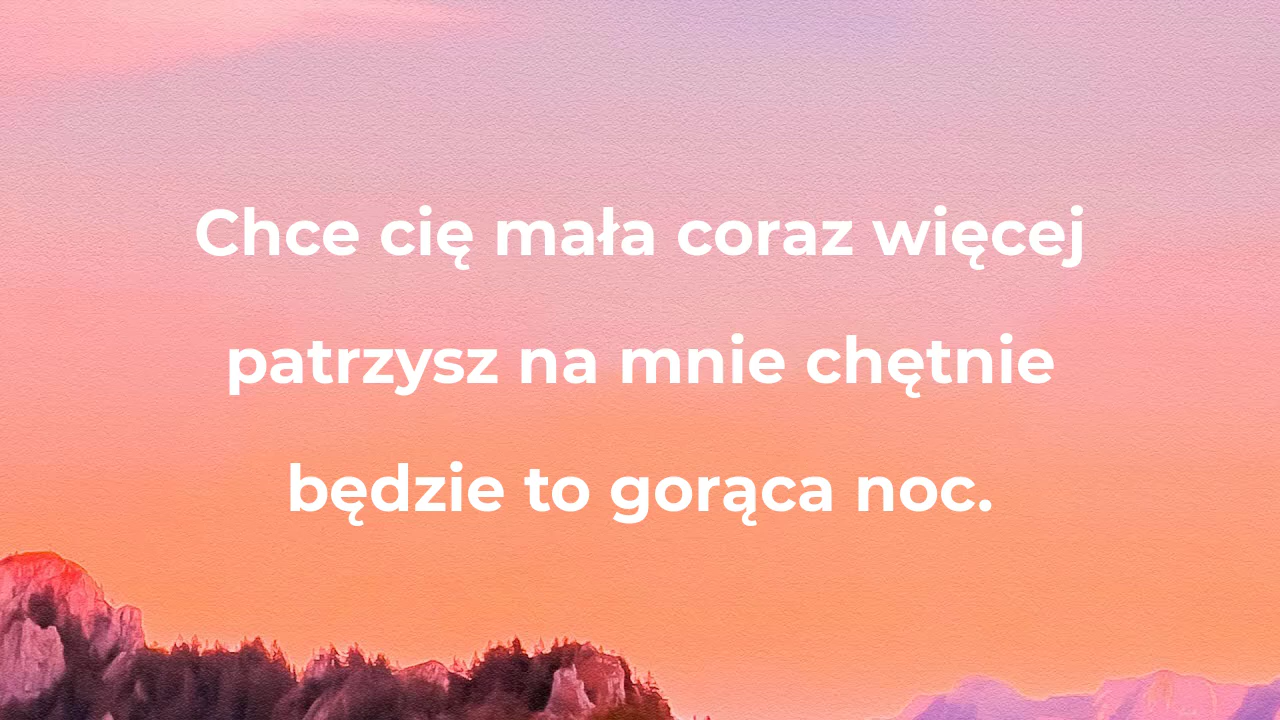 Chce cię mała coraz więcej
patrzysz na mnie chętnie
będzie to gorąca noc.